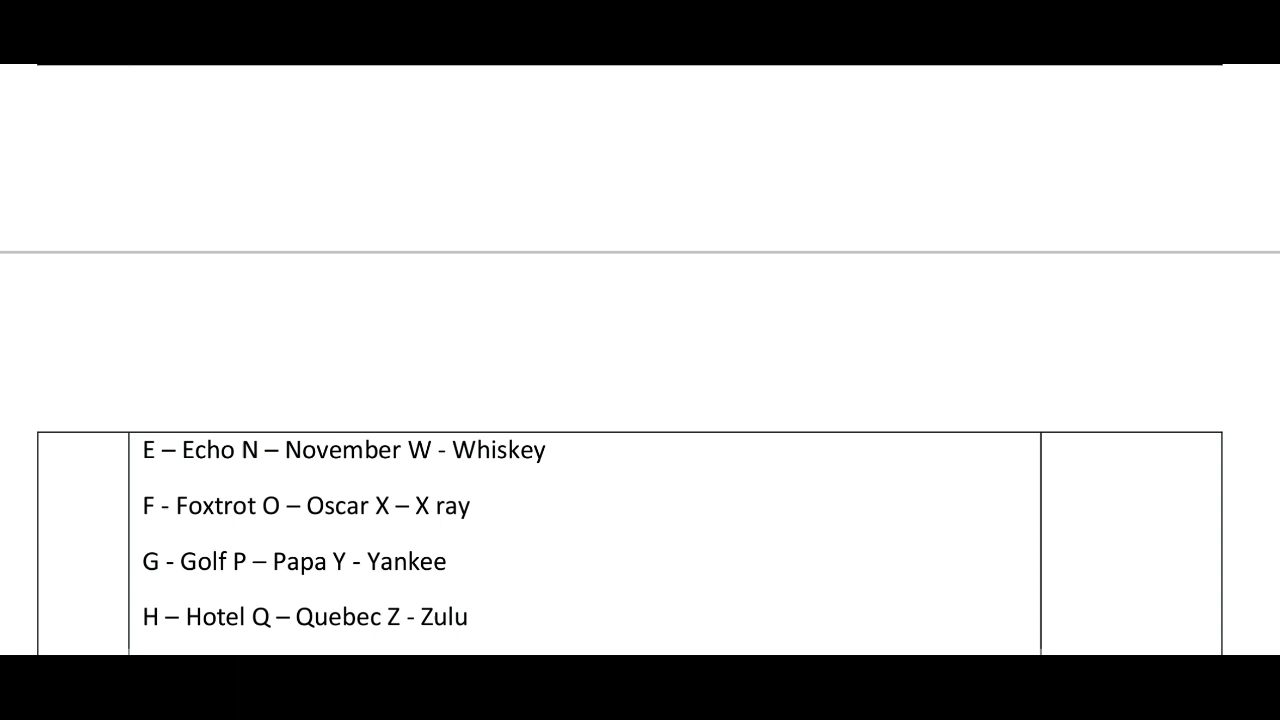 E – Echo N – November W - Whiskey
F - Foxtrot O – Oscar X – X ray
G - Golf P – Papa Y - Yankee
H – Hotel Q – Quebec Z - Zulu